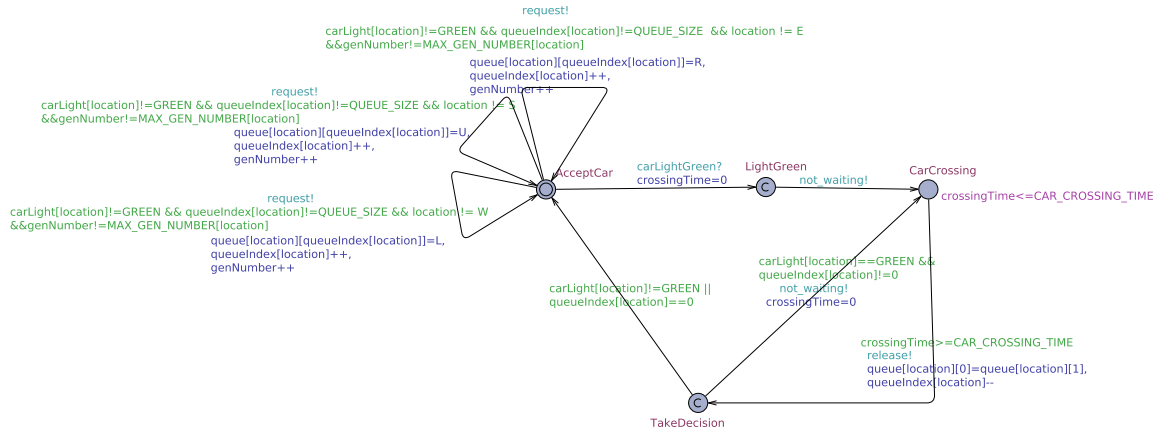 request!
carLight[location]!=GREEN && queueIndex[location]!=QUEUE_SIZE && location != E
&&genNumber!=MAX_GEN_NUMBER[location]
queue[location][queueIndex[location]]=R,
queueIndex[location]++,
genNumber++
request!
carLight[location]!=GREEN && queueIndex[location]!=QUEUE_SIZE && location != S
&&genNumber!=MAX_GEN_NUMBER[location]
queue[location][queueIndex[location]]=U,
queueIndex[location]++,
genNumber++
request!
carLight[location]!=GREEN && queueIndex[location]!=QUEUE_SIZE && location != W
&&genNumber!=MAX_GEN_NUMBER[location]
queue[location][queueIndex[location]]=L,
queueIndex[location]++,
genNumber++
AcceptCar
carLightGreen?
crossingTime=0
LightGreen
C
not_waiting!
CarCrossing
crossingTime<=CAR_CROSSING_TIME
carLight[location]==GREEN &&
queueIndex[location]!=0
not_waiting!
crossingTime=0
carLight[location]!=GREEN ||
queueIndex[location]==0
crossingTime>=CAR_CROSSING_TIME
release!
queue[location][0]=queue[location][1],
queueIndex[location]--
C
TakeDecision